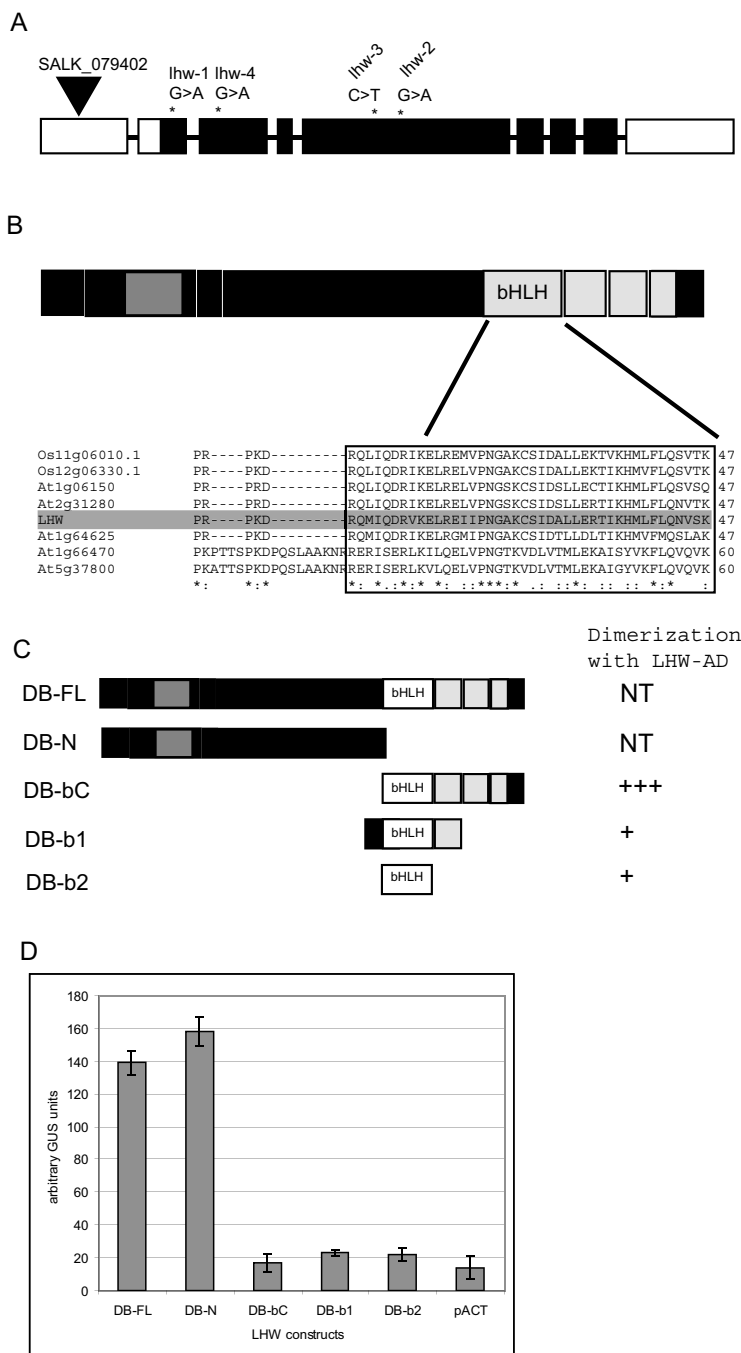 A
SALK_079402
lhw-1 lhw-4
G>A G>A
* *
lhw-3
C>T
*
lhw-2
G>A
*
B
bHLH
Os11g06010.1 PR----PKD---------RQLIQDRIKELREMVPNGAKCSIDALLEKTVKHMLFLQSVTK 47
Os12g06330.1 PR----PKD---------RQLIQDRIKELRELVPNGAKCSIDALLEKTIKHMLFLQSVTK 47
At1g06150 PR----PKD---------RQLIQDRIKELRELVPNGSKCSIDSLLECTIKHMLFLQSVSQ 47
At2g31280 PR----PKD---------RQLIQDRIKELRELVPNGSKCSIDSLLERTIKHMLFLQNVTK 47
LHW PR----PKD---------RQMIQDRVKELREIIPNGAKCSIDALLERTIKHMLFLQNVSK 47
At1g64625 PR----PKD---------RQMIQDRIKELRGMIPNGAKCSIDTLLDLTIKHMVFMQSLAK 47
At1g66470 PKPTTSPKDPQSLAAKNRRERISERLKILQELVPNGTKVDLVTMLEKAISYVKFLQVQVK 60
At5g37800 PKATTSPKDPQSLAAKNRRERISERLKVLQELVPNGTKVDLVTMLEKAIGYVKFLQVQVK 60
*: *:* *: *.:*:* *: ::***:* .: ::*: :: :: *:* :
C
Dimerization
with LHW-AD
DB-FL bHLH NT
DB-N NT
DB-bC bHLH +++
DB-b1 bHLH +
DB-b2 bHLH +
D
180
160
140
120
100
80
60
40
20
0
arbitrary GUS units
DB-FL DB-N DB-bC DB-b1 DB-b2 pACT
LHW constructs